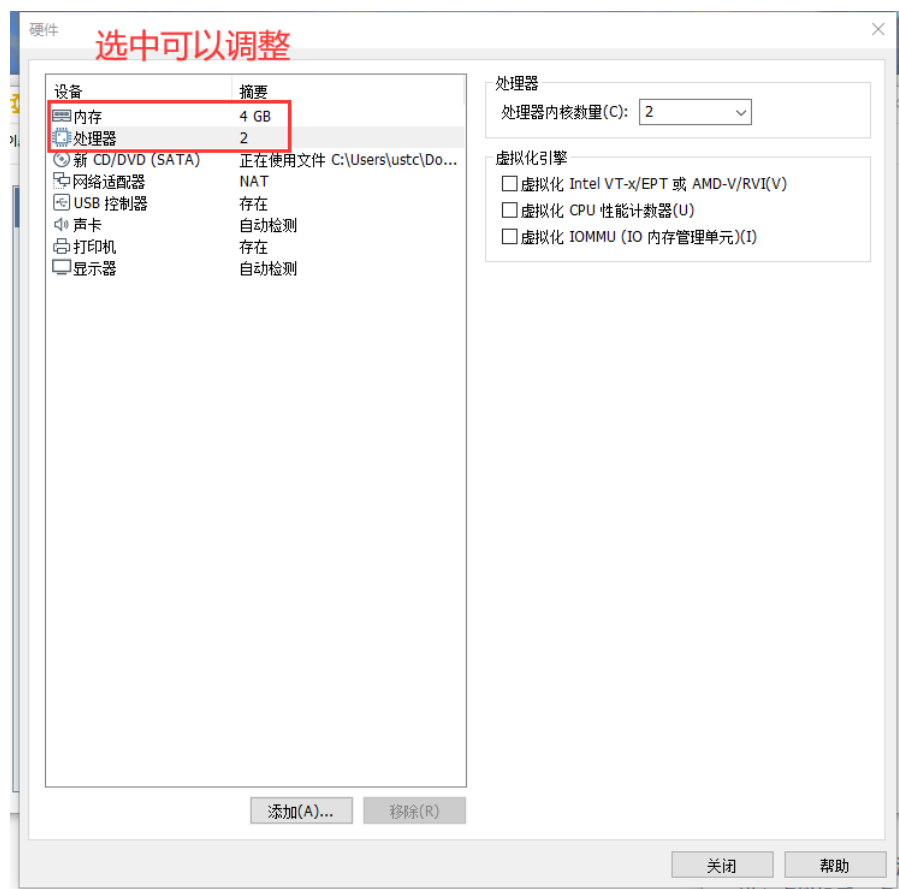 硬件
选中可以调整
设备 摘要
内存 4 GB
处理器 2
新 CD/DVD (SATA) 正在使用文件 C:\Users\ustc\Do...
网络适配器 NAT
USB 控制器 存在
声卡 自动检测
打印机 存在
显示器 自动检测
添加(A)... 移除(R)
处理器
处理器内核数量(C): 2
虚拟化引擎
虚拟化 Intel VT-x/EPT 或 AMD-V/RVI(V)
虚拟化 CPU 性能计数器(U)
虚拟化 IOMMU (IO 内存管理单元)(I)
关闭 帮助